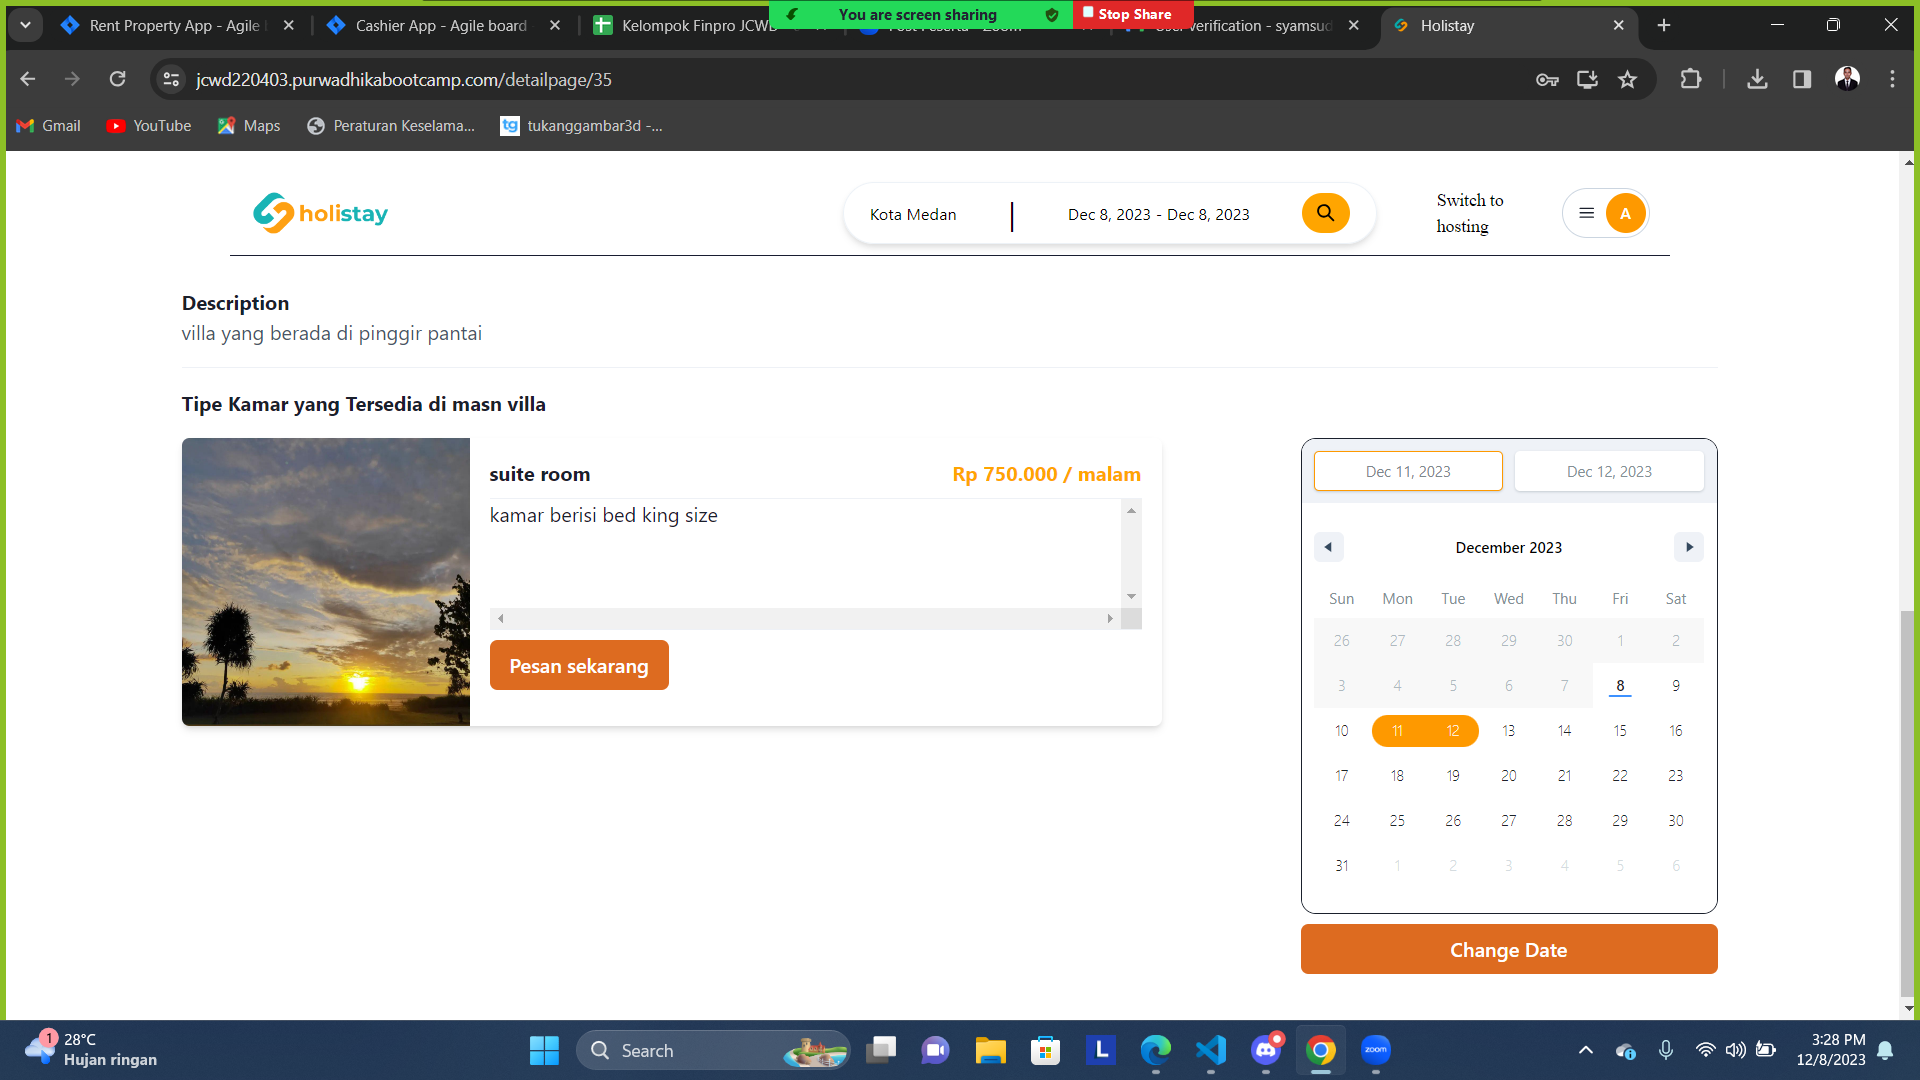 Rent Property App - Agile
Cashier App - Agile board
Kelompok Finpro JCWD
You are screen sharing
Stop Share
verification - syamsud
Holistay
jcwd220403.purwadhikabootcamp.com/detailpage/35
Gmail
YouTube
Maps
Peraturan Keselama...
tg
tukanggambar3d -...
holistay
Kota Medan
Dec 8, 2023 - Dec 8, 2023
Switch to
hosting
A
Description
villa yang berada di pinggir pantai
Tipe Kamar yang Tersedia di masn villa
suite room
Rp 750.000 / malam
kamar berisi bed king size
Pesan sekarang
Dec 11, 2023
Dec 12, 2023
December 2023
Sun Mon Tue Wed Thu Fri Sat
26 27 28 29 30 1 2
3 4 5 6 7 8 9
10 11 12 13 14 15 16
17 18 19 20 21 22 23
24 25 26 27 28 29 30
31 1 2 3 4 5 6
Change Date
1
28°C
Hujan ringan
Search
L
zoom
3:28 PM
12/8/2023